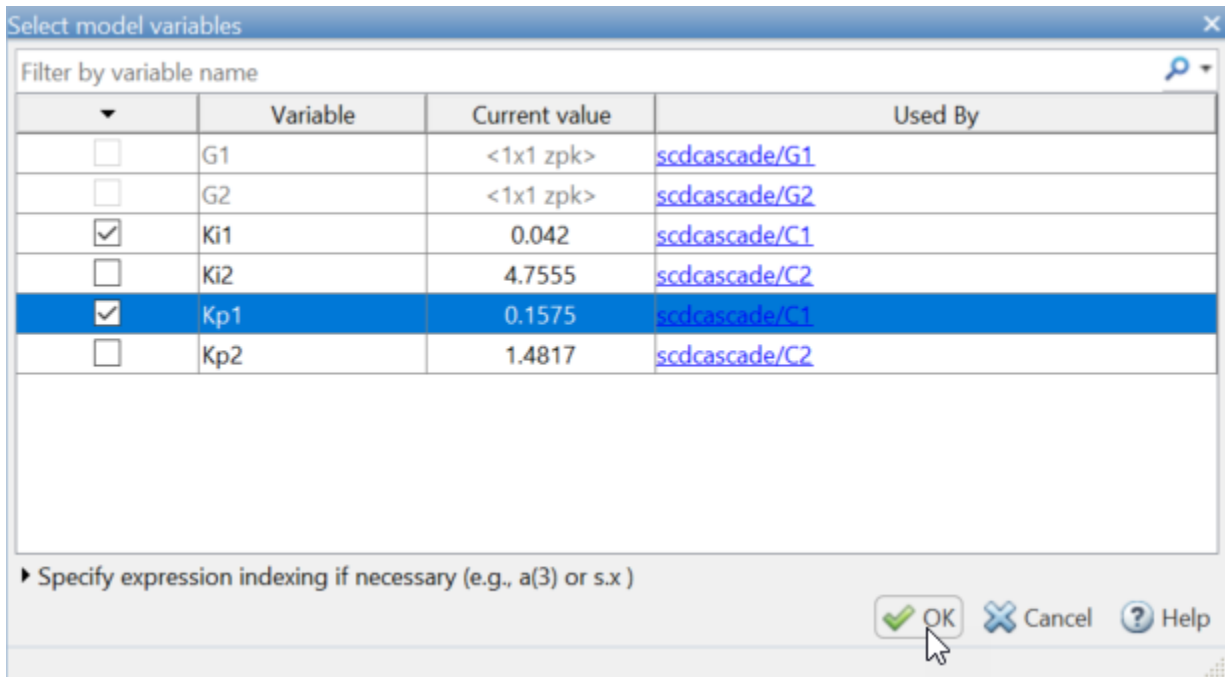 Select model variables
Filter by variable name
Variable Current value Used By
G1 <1x1 zpk> scdcascade/G1
G2 <1x1 zpk> scdcascade/G2
Ki1 0.042 scdcascade/C1
Ki2 4.7555 scdcascade/C2
Kp1 0.1575 scdcascade/C1
Kp2 1.4817 scdcascade/C2
Specify expression indexing if necessary (e.g., a(3) or s.x )
OK Cancel Help